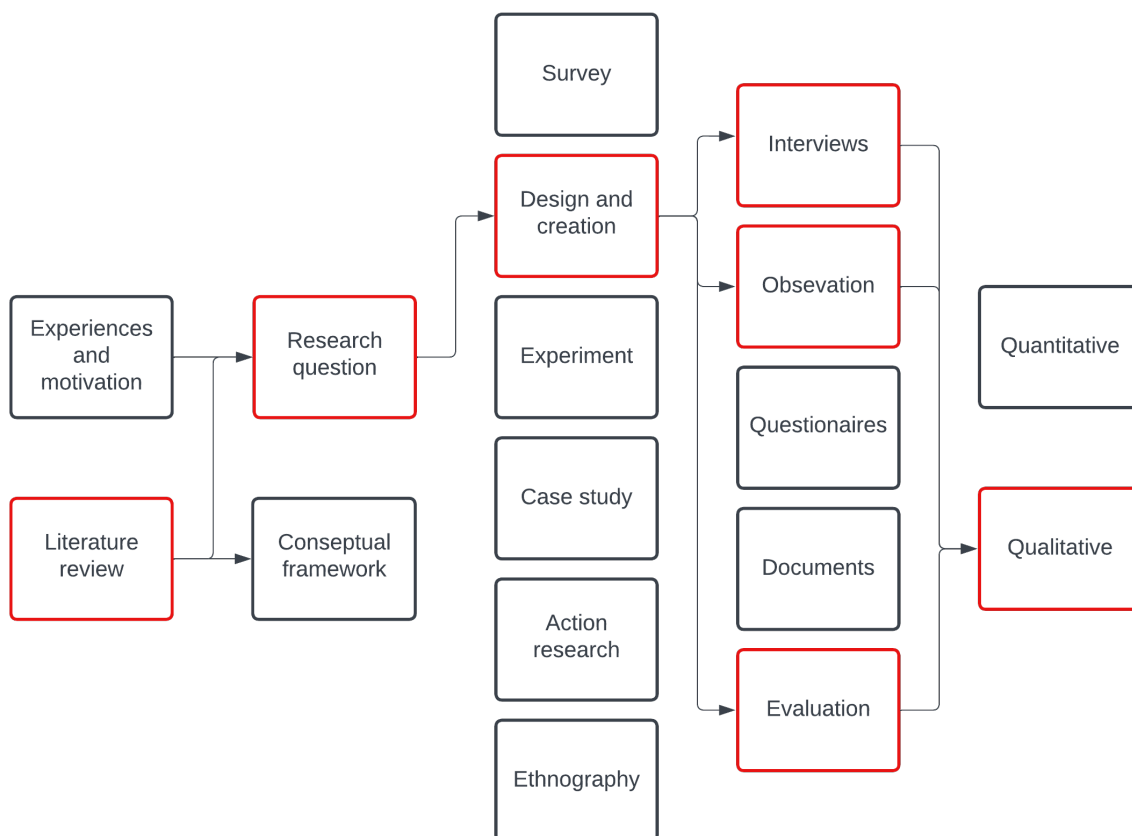 Survey
Interviews
Design and
creation
Obsevation
Experiences
and
motivation
Research
question
Experiment
Quantitative
Questionaires
Case study
Literature
review
Conseptual
framework
Documents
Qualitative
Action
research
Evaluation
Ethnography